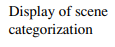 Display of scene
categorization